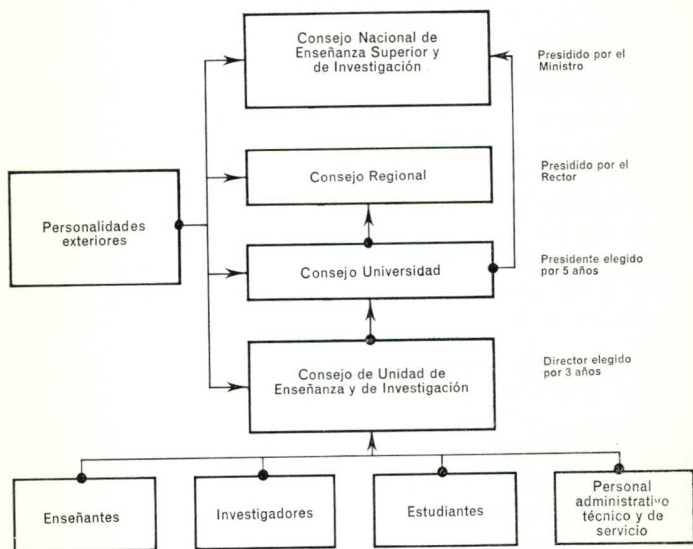 Consejo Nacional de
Enseñanza Superior y
de Investigación
Presidido por el
Ministro
Consejo Regional
Presidido por el
Rector
Personalidades
exteriores
Consejo Universidad
Presidente elegido
por 5 años
Consejo de Unidad de
Enseñanza y de Investigación
Director elegido
por 3 años
Enseñantes
Investigadores
Estudiantes
Personal
administrativo
técnico y de
servicio